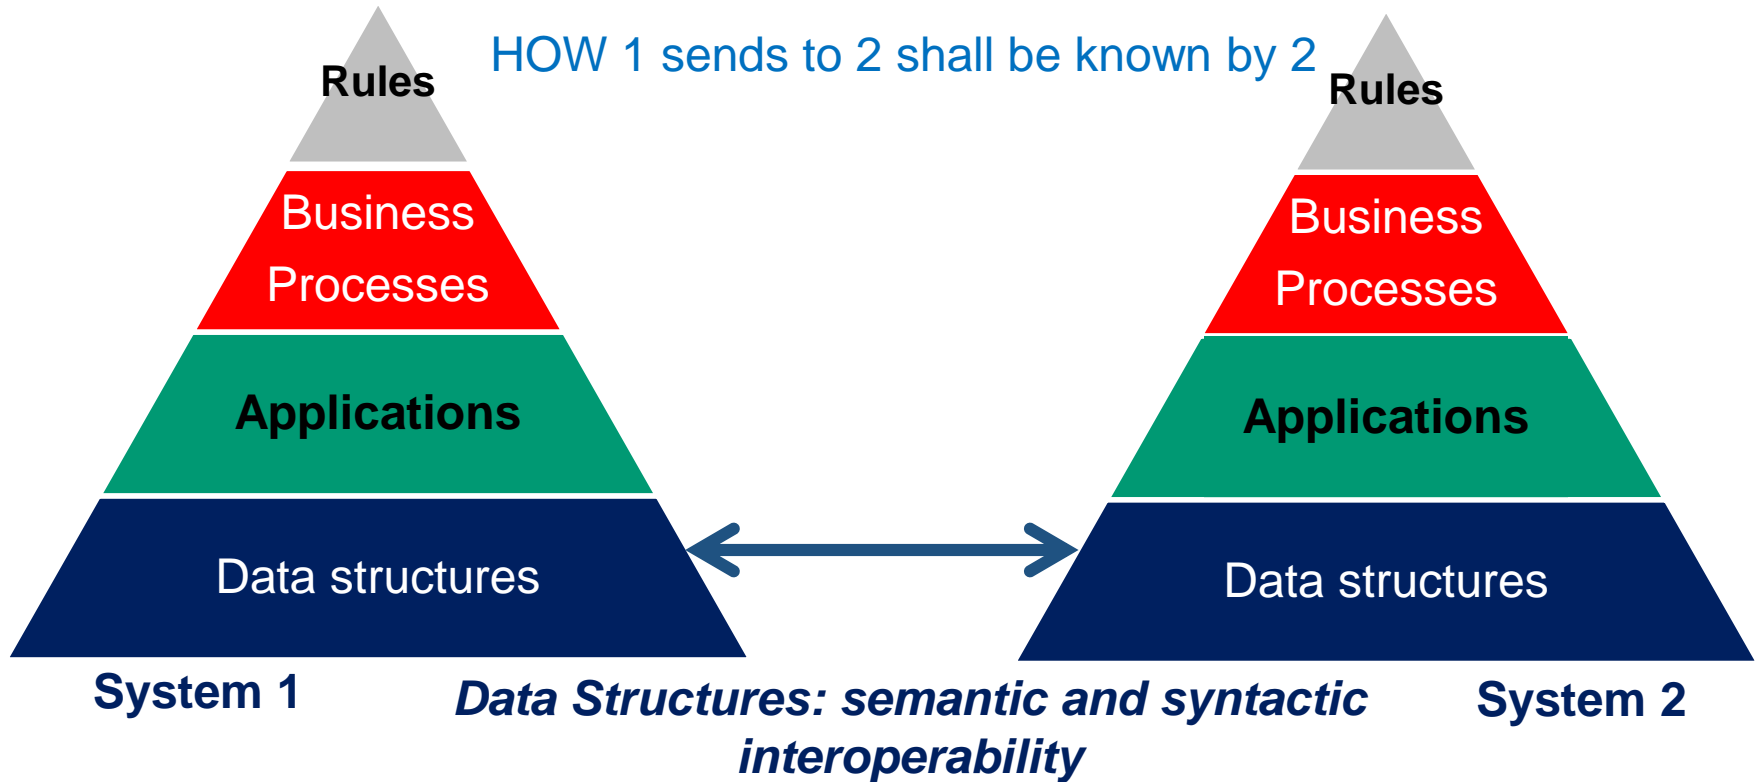 HOW 1 sends to 2 shall be known by 2
Rules
Business
Processes
Applications
Data structures
System 1
Rules
Business
Processes
Applications
Data structures
System 2
Data Structures: semantic and syntactic
interoperability